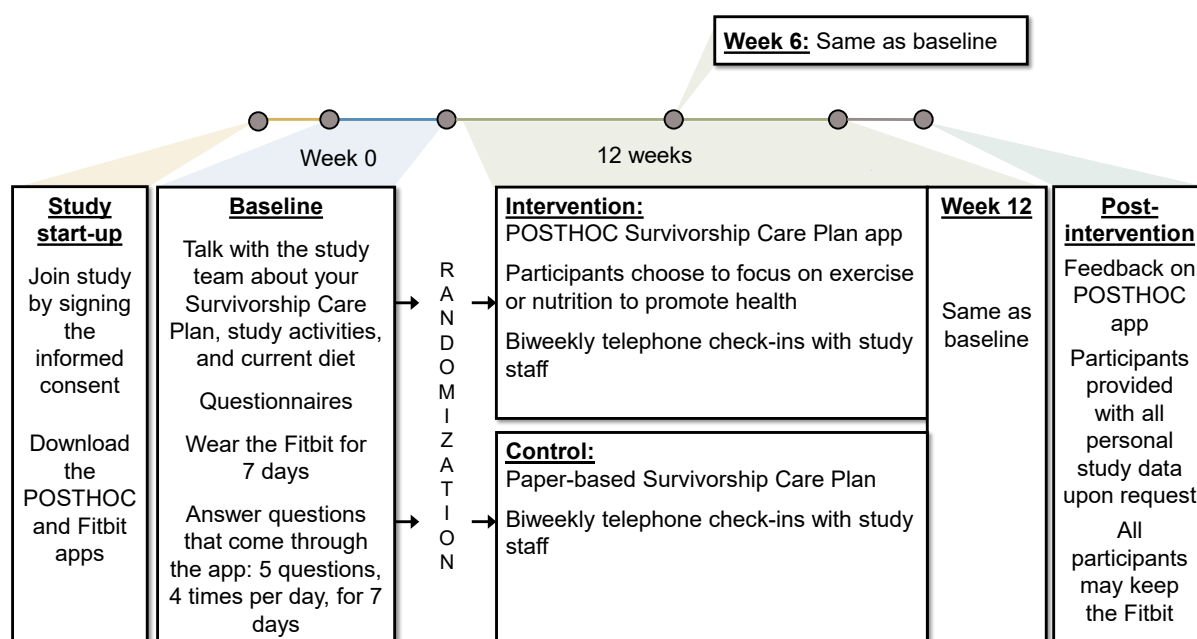 Week 6: Same as baseline
Week 0
12 weeks
Study
start-up
Join study
by signing
the
informed
consent
Download
the
POSTHOC
and Fitbit
apps
Baseline
Talk with the study
team about your
Survivorship Care
Plan, study activities,
and current diet
Questionnaires
Wear the Fitbit for
7 days
Answer questions
that come through
the app: 5 questions,
4 times per day, for 7
days
RANDOMIZATION
Intervention:
POSTHOC Survivorship Care Plan app
Participants choose to focus on exercise
or nutrition to promote health
Biweekly telephone check-ins with study
staff
Control:
Paper-based Survivorship Care Plan
Biweekly telephone check-ins with study
staff
Week 12
Same as
baseline
Post-
intervention
Feedback on
POSTHOC
app
Participants
provided
with all
personal
study data
upon request
All
participants
may keep
the Fitbit